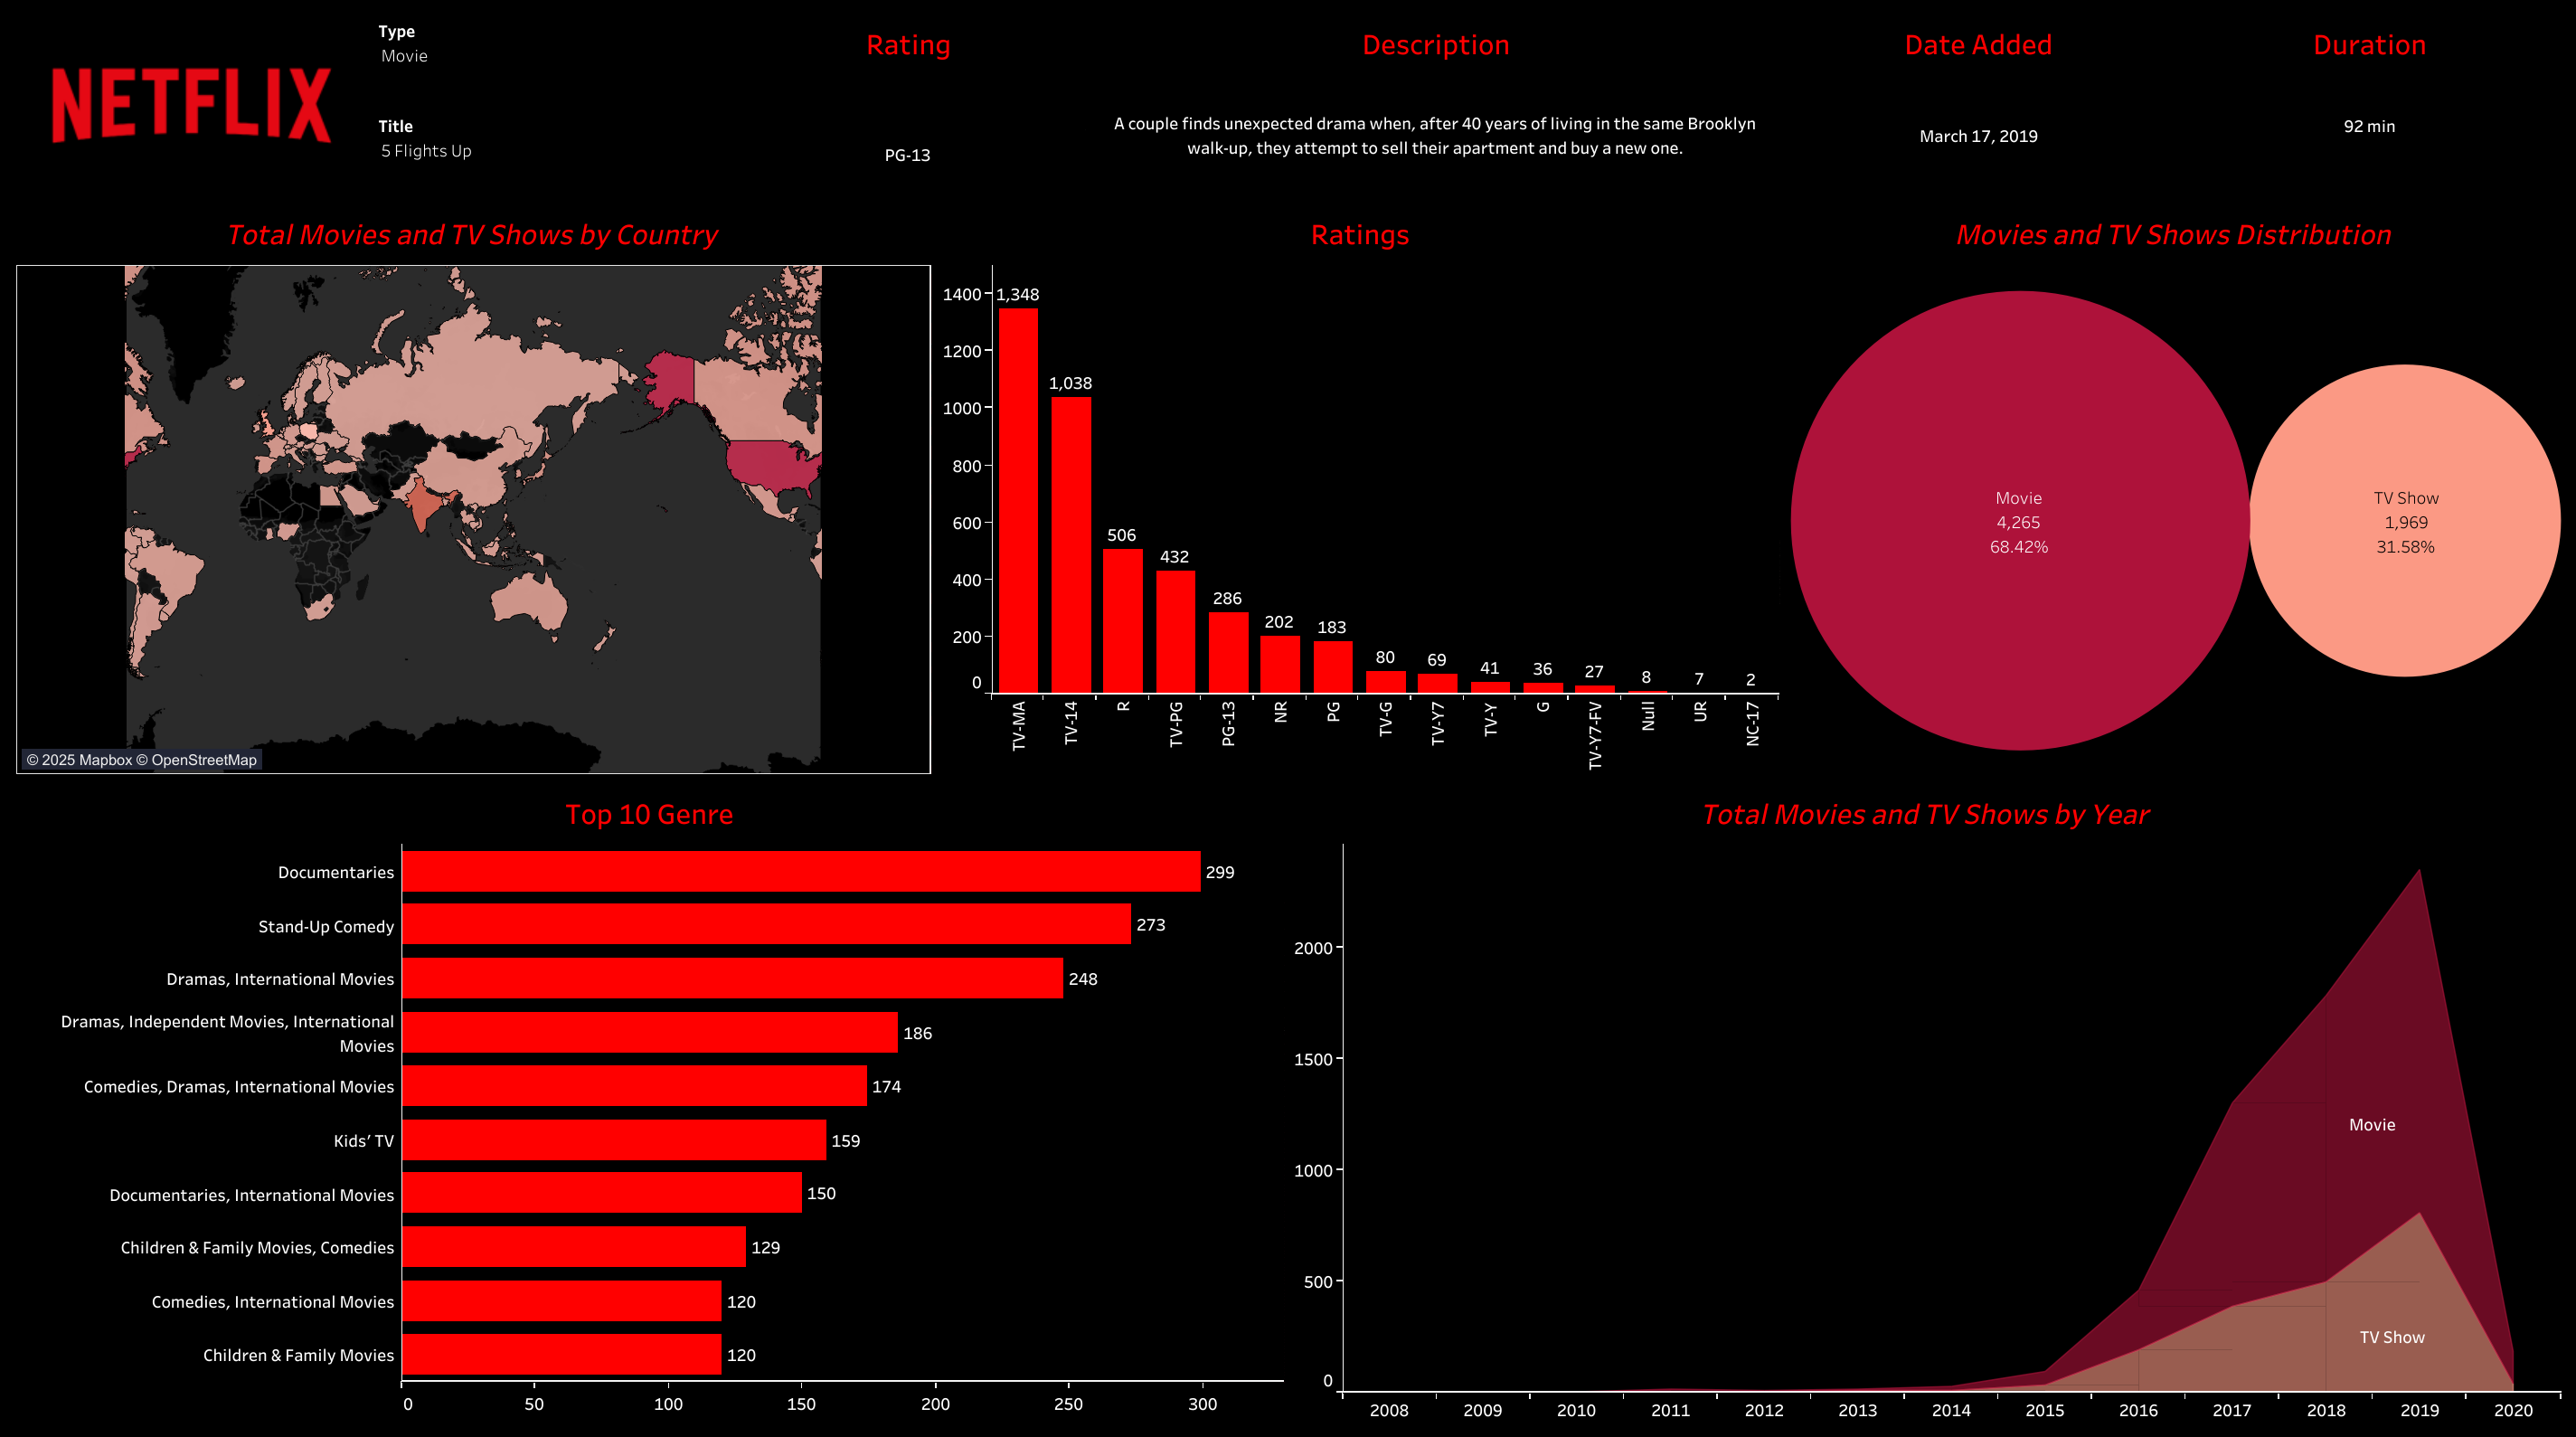 NETFLIX
Type
Movie
Title
5 Flights Up
Rating
PG-13
Description
A couple finds unexpected drama when, after 40 years of living in the same Brooklyn
walk-up, they attempt to sell their apartment and buy a new one.
Date Added
March 17, 2019
Duration
92 min
Total Movies and TV Shows by Country
© 2025 Mapbox © OpenStreetMap
Ratings
1400
1200
1000
800
600
400
200
0
1,348
1,038
506
432
286
202
183
80
69
41
36
27
8
7
2
TV-MA
TV-14
R
TV-PG
PG-13
NR
PG
TV-G
TV-Y7
TV-Y
G
TV-Y7-FV
Null
UR
NC-17
Movies and TV Shows Distribution
Movie
4,265
68.42%
TV Show
1,969
31.58%
Top 10 Genre
Documentaries
299
Stand-Up Comedy
273
Dramas, International Movies
248
Dramas, Independent Movies, International
Movies
186
Comedies, Dramas, International Movies
174
Kids’ TV
159
Documentaries, International Movies
150
Children & Family Movies, Comedies
129
Comedies, International Movies
120
Children & Family Movies
120
0
50
100
150
200
250
300
Total Movies and TV Shows by Year
2000
1500
1000
500
0
Movie
TV Show
2008
2009
2010
2011
2012
2013
2014
2015
2016
2017
2018
2019
2020